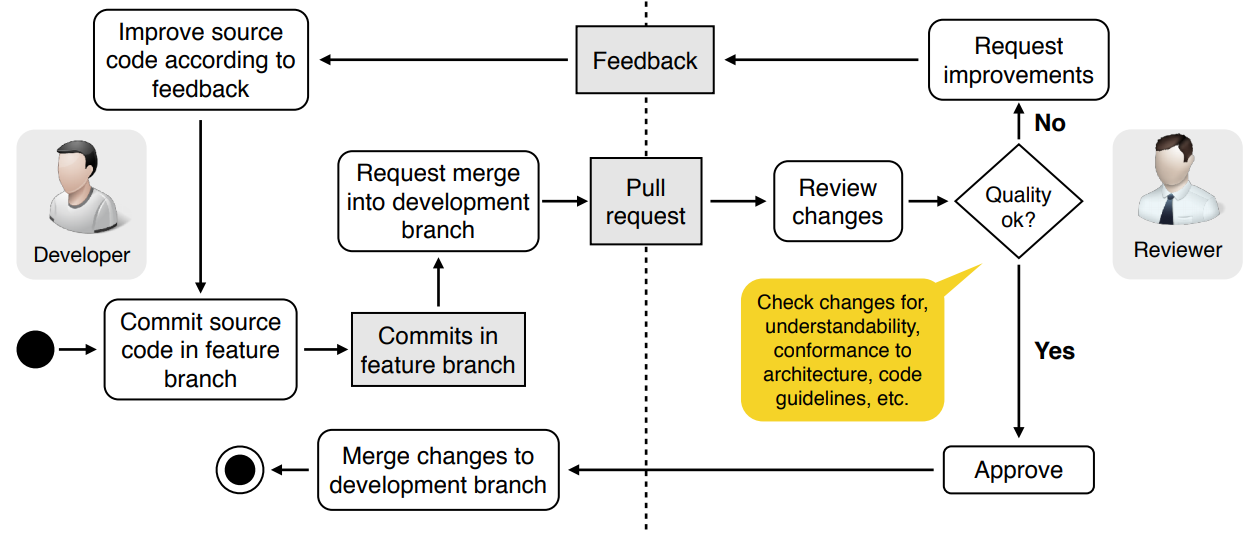 Improve source
code according to
feedback
Feedback
Request
improvements
No
Developer
Request merge
into development
branch
Pull
request
Review
changes
Quality
ok?
Reviewer
Commit source
code in feature
branch
Commits in
feature branch
Check changes for,
understandability,
conformance to
architecture, code
guidelines, etc.
Yes
Merge changes to
development branch
Approve